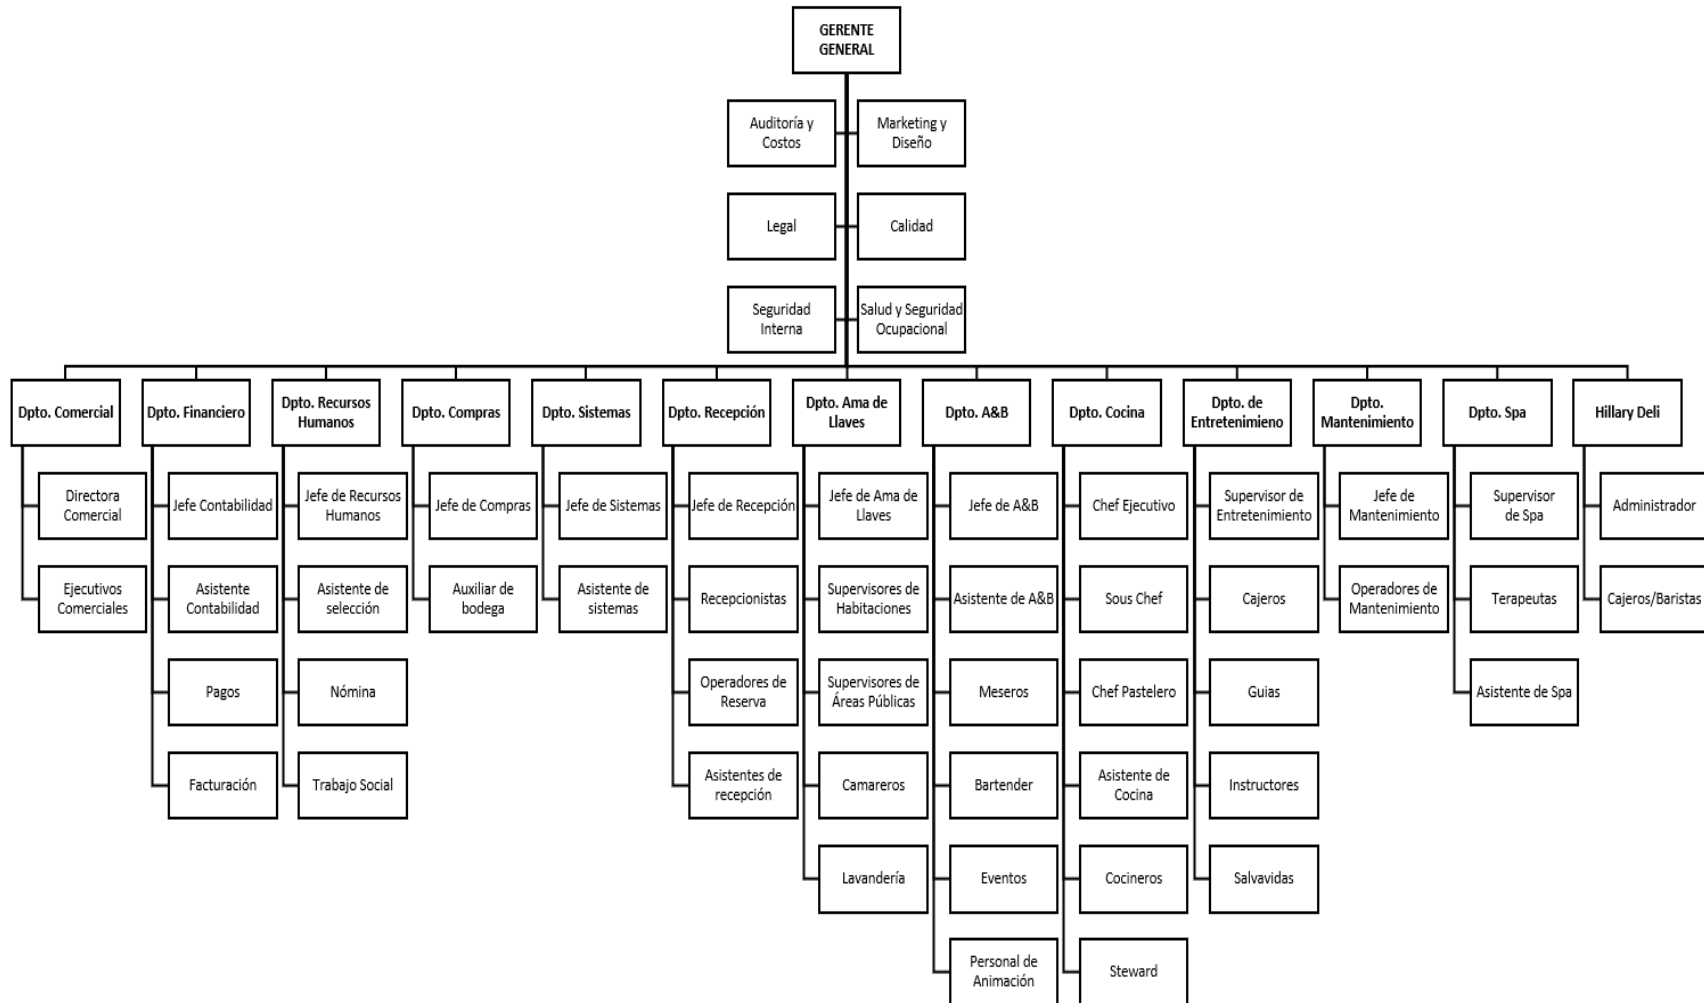 GERENTE
GENERAL
Auditoría y
Costos
Marketing y
Diseño
Legal
Calidad
Seguridad
Interna
Salud y Seguridad
Ocupacional
Dpto. Comercial
Directora
Comercial
Ejecutivos
Comerciales
Dpto. Financiero
Jefe Contabilidad
Asistente
Contabilidad
Pagos
Facturación
Dpto. Recursos
Humanos
Jefe de Recursos
Humanos
Asistente de
selección
Nómina
Trabajo Social
Dpto. Compras
Jefe de Compras
Auxiliar de
bodega
Dpto. Sistemas
Jefe de Sistemas
Asistente de
sistemas
Dpto. Recepción
Jefe de Recepción
Recepcionistas
Operadores de
Reserva
Asistentes de
recepción
Dpto. Ama de
Llaves
Jefe de Ama de
Llaves
Supervisores de
Habitaciones
Supervisores de
Áreas Públicas
Camareros
Lavandería
Dpto. A&B
Jefe de A&B
Asistente de A&B
Meseros
Bartender
Eventos
Personal de
Animación
Dpto. Cocina
Chef Ejecutivo
Sous Chef
Chef Pastelero
Asistente de
Cocina
Cocineros
Steward
Dpto. de
Entretenimieno
Supervisor de
Entretenimiento
Cajeros
Guias
Instructores
Salvavidas
Dpto.
Mantenimiento
Jefe de
Mantenimiento
Operadores de
Mantenimiento
Dpto. Spa
Supervisor
de Spa
Terapeutas
Asistente de Spa
Hillary Deli
Administrador
Cajeros/Baristas